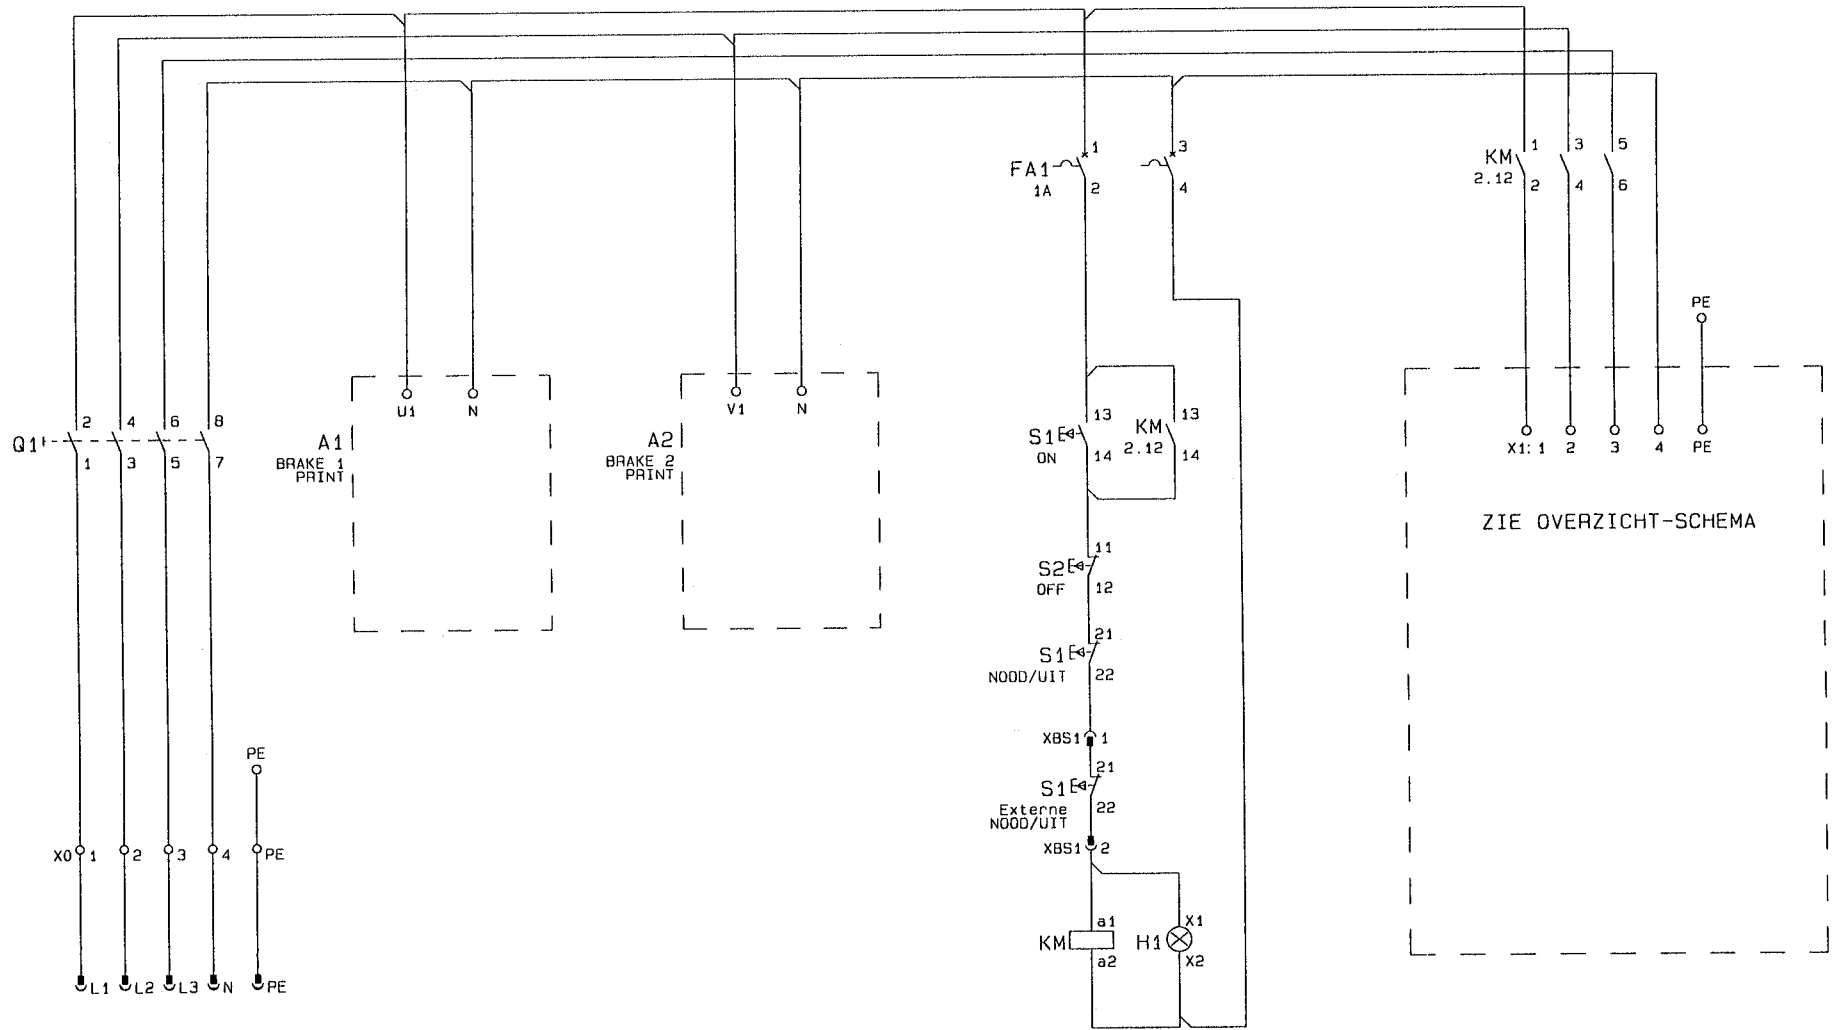 1 3 1 3 5
FA1 KM
1A 2 4 2.12 2 4 6
PE
U1 N V1 N
2 4 6 8 13 13
Q1 A1 A2 S1 KM
BRAKE 1 BRAKE 2 ON 14 2.12 14 X1:1 2 3 4 PE
1 3 5 7 PRINT PRINT
ZIE OVERZICHT-SCHEMA
11
S2
OFF 12
21
S1
NOOD/UIT 22
XBS1 1
PE 21
S1
Externe 22
NOOD/UIT
X0 1 2 3 4 PE XBS1 2
a1 X1
KM H1
a2 X2
L1 L2 L3 N PE